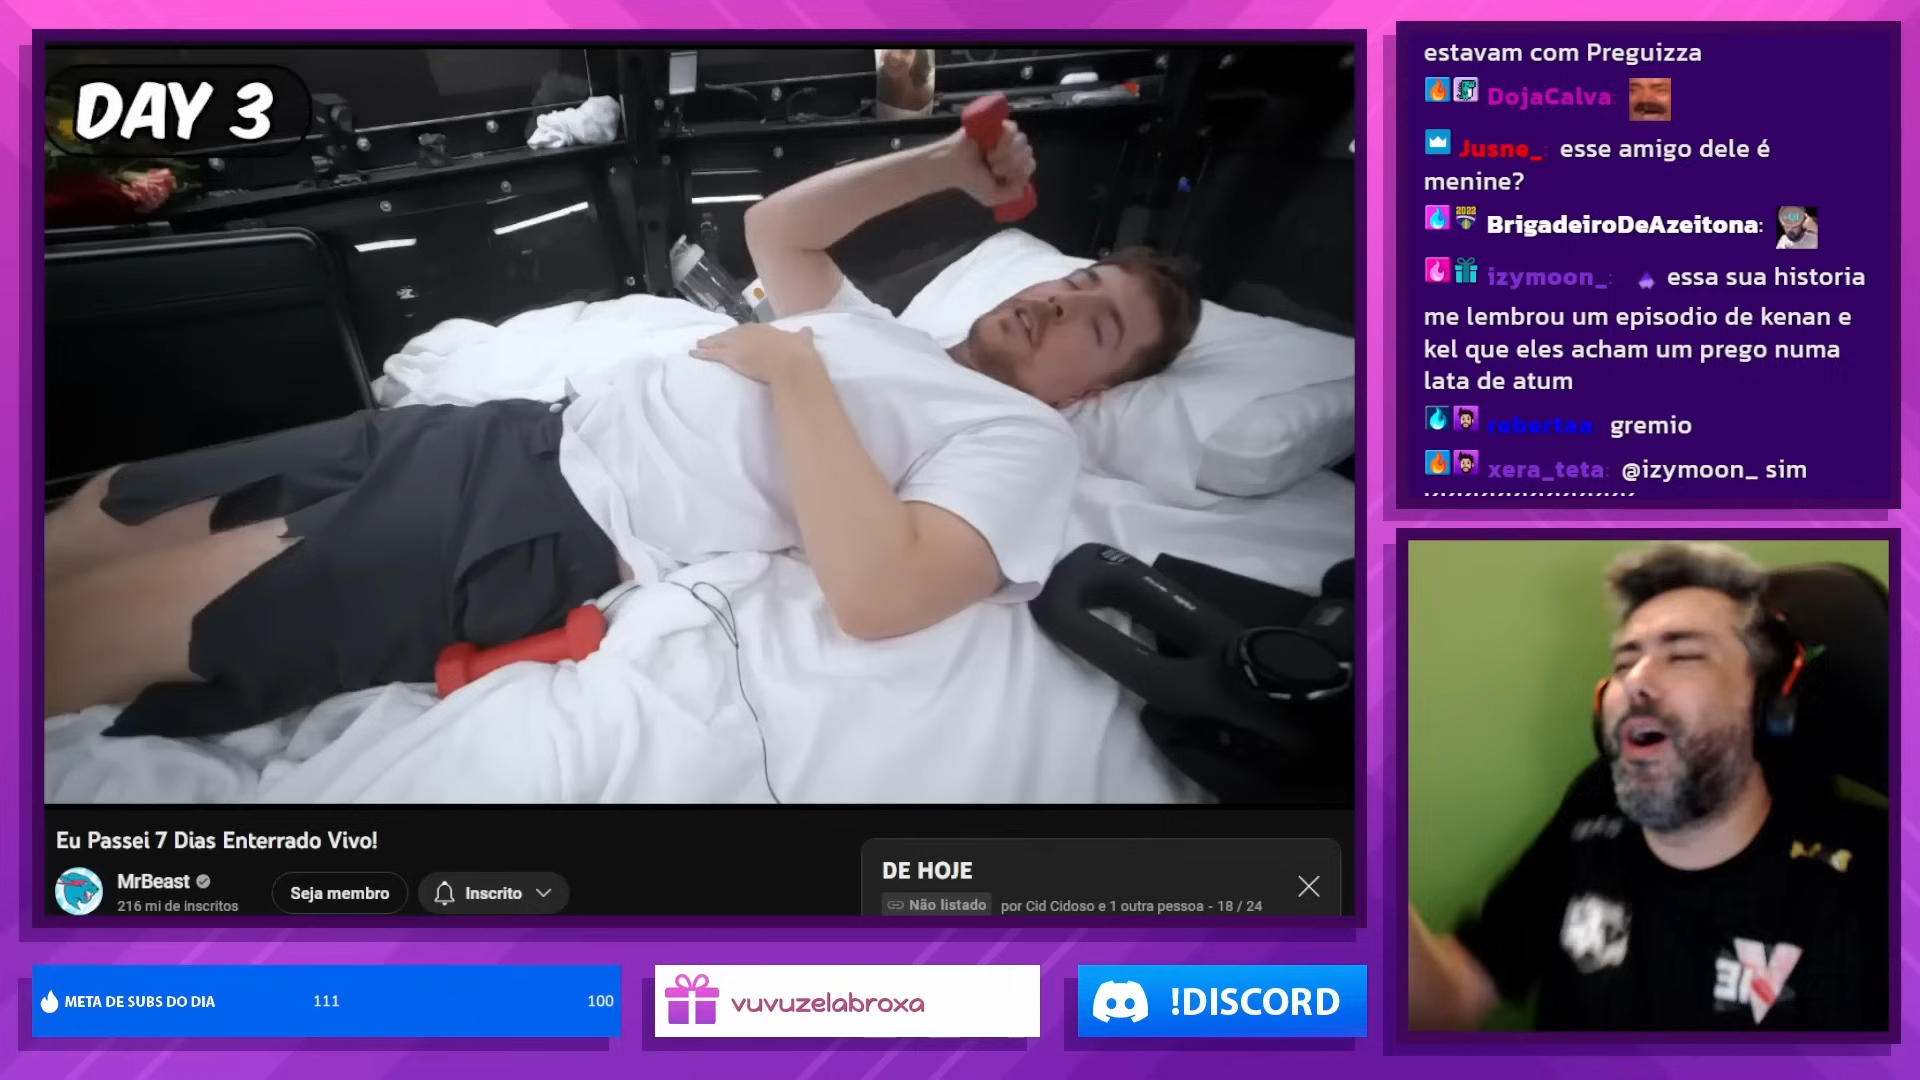 DAY 3
Eu Passei 7 Dias Enterrado Vivo!
MrBeast
216 mi de inscritos
Seja membro
Inscrito
DE HOJE
Não listado
por Cid Cidoso e 1 outra pessoa - 18 / 24
META DE SUBS DO DIA
111
100
vuvuzelabroxa
!DISCORD
estavam com Preguizza
DojaCalva:
Jusne_: esse amigo dele é
menine?
BrigadeiroDeAzeitona:
izymoon_: essa sua historia
me lembrou um episodio de kenan e
kel que eles acham um prego numa
lata de atum
gremio
xera_teta: @izymoon_ sim